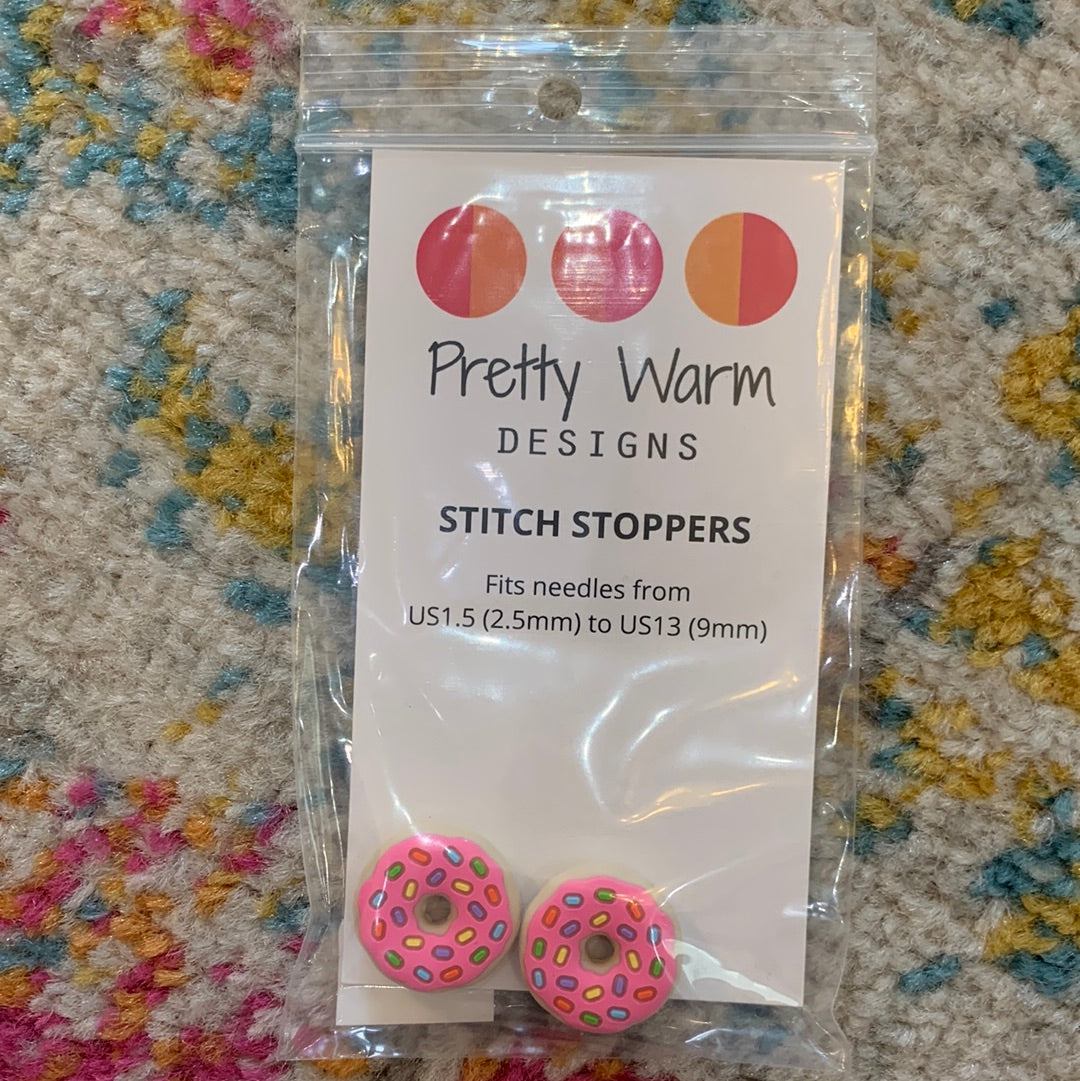 Pretty Warm
DESIGNS
STITCH STOPPERS
Fits needles from
US1.5 (2.5mm) to US13 (9mm)